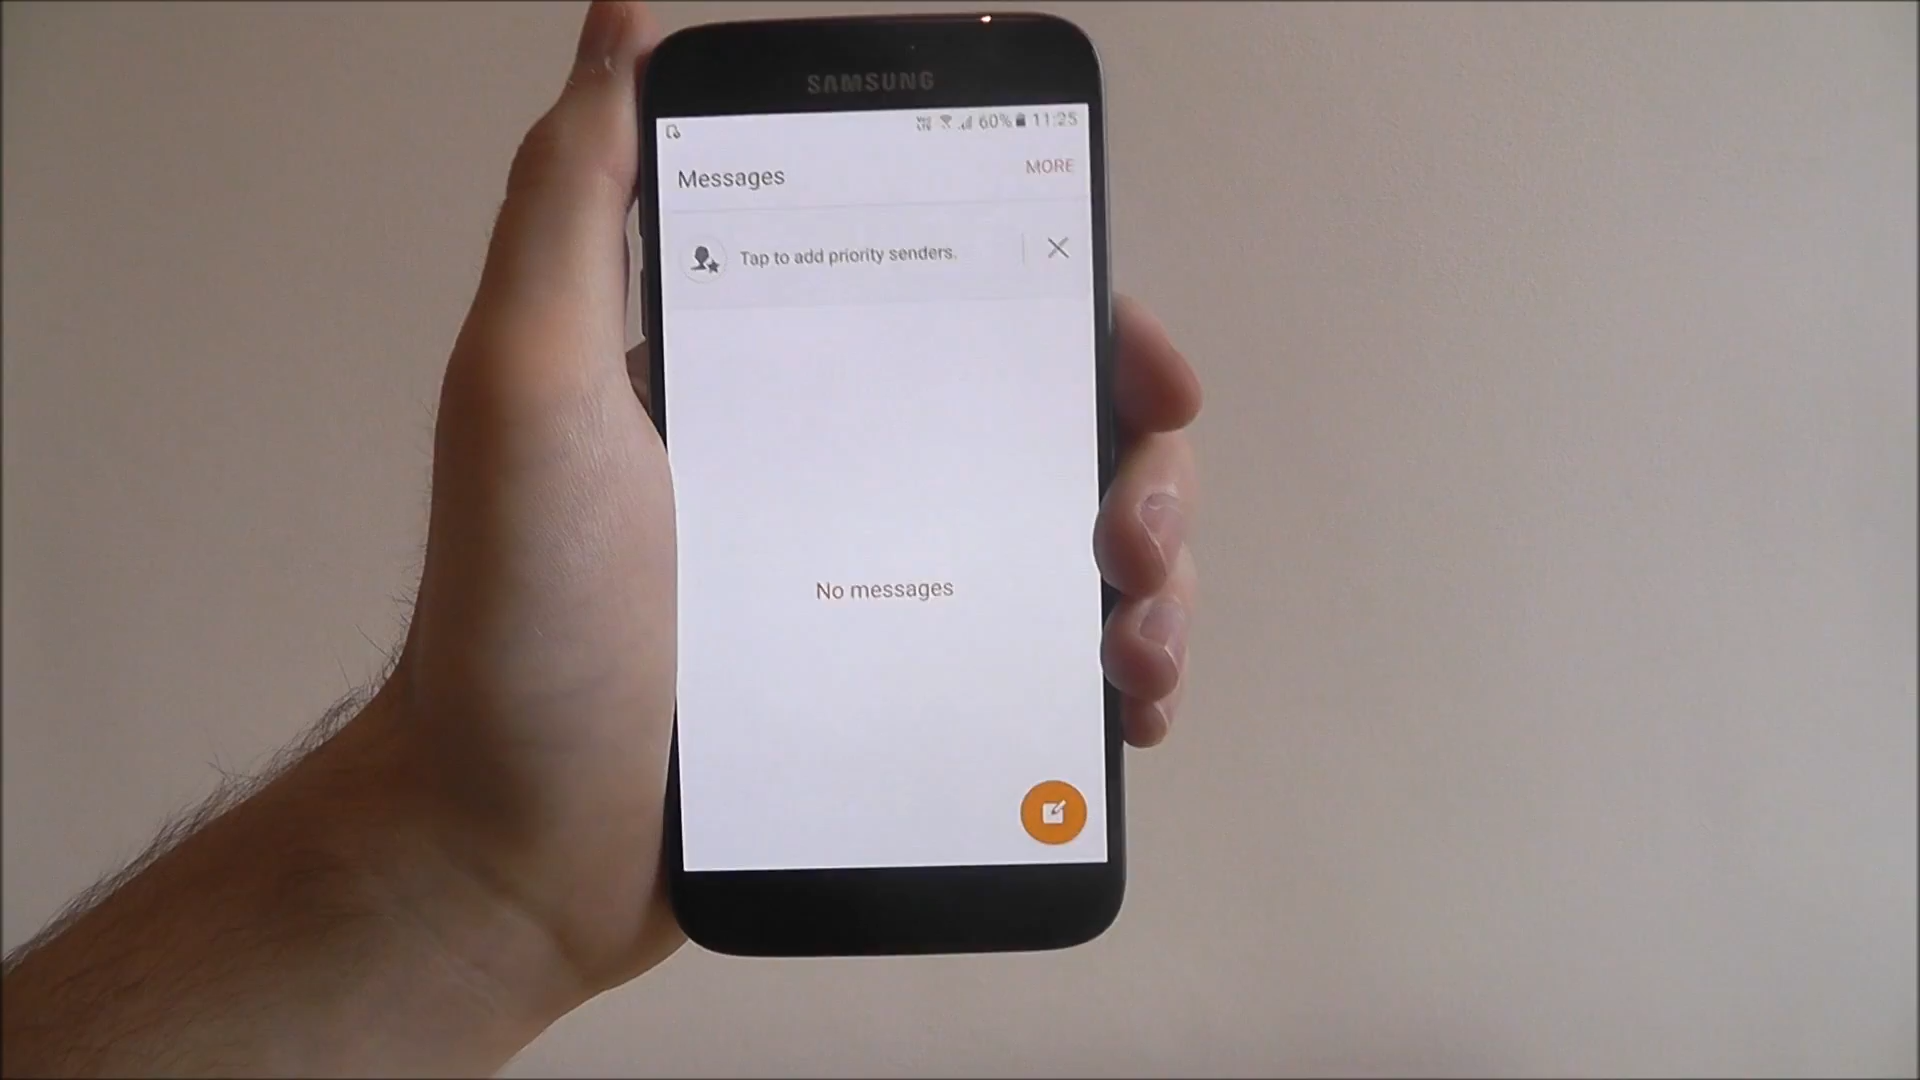 SAMSUNG
60% 11:25
Messages
MORE
Tap to add priority senders.
No messages